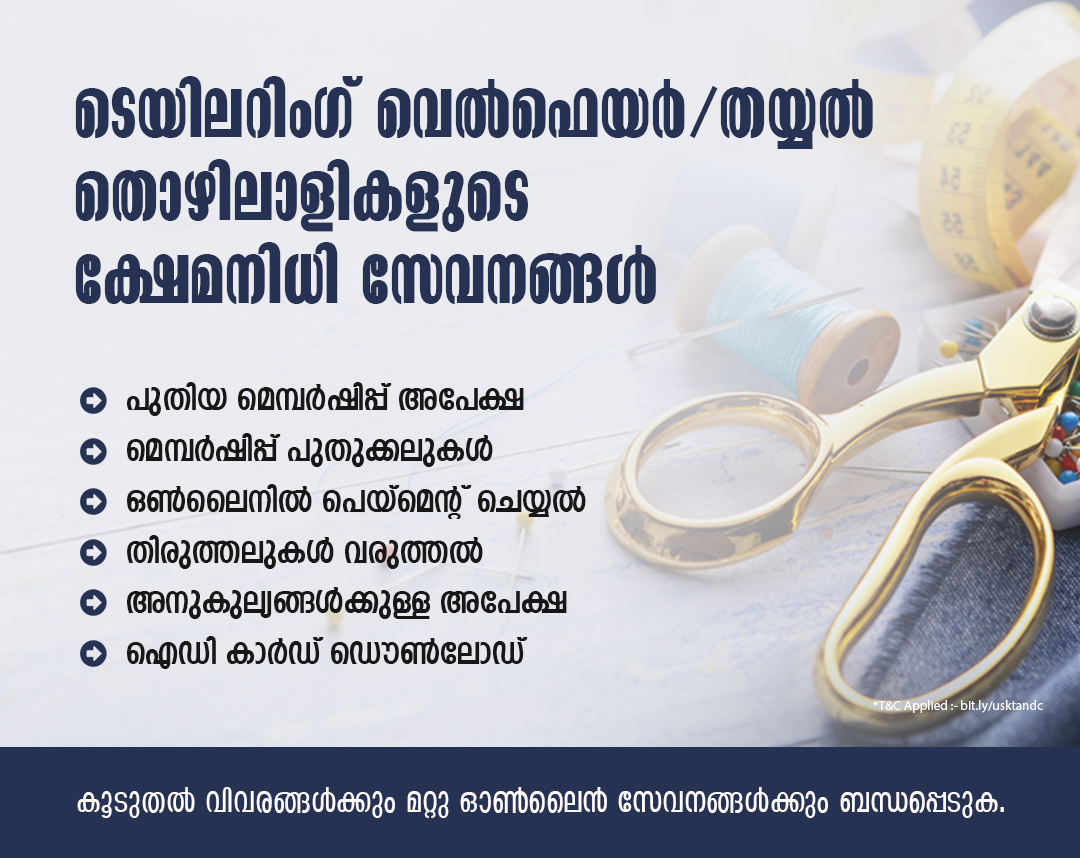 ടെയിലറിംഗ് വെൽഫെയർ/തയ്യൽ
തൊഴിലാളികളുടെ
ക്ഷേമനിധി സേവനങ്ങൾ
പുതിയ മെമ്പർഷിപ്പ് അപേക്ഷ
മെമ്പർഷിപ്പ് പുതുക്കലുകൾ
ഒൺലൈനിൽ പെയ്മെന്റ് ചെയ്യൽ
തിരുത്തലുകൾ വരുത്തൽ
അനുകുല്യങ്ങൾക്കുള്ള അപേക്ഷ
ഐഡി കാർഡ് ഡൌൺലോഡ്
*T&C Applied :- bit.ly/usktandc
കൂടുതൽ വിവരങ്ങൾക്കും മറ്റു ഓൺലൈൻ സേവനങ്ങൾക്കും ബന്ധപ്പെടുക.